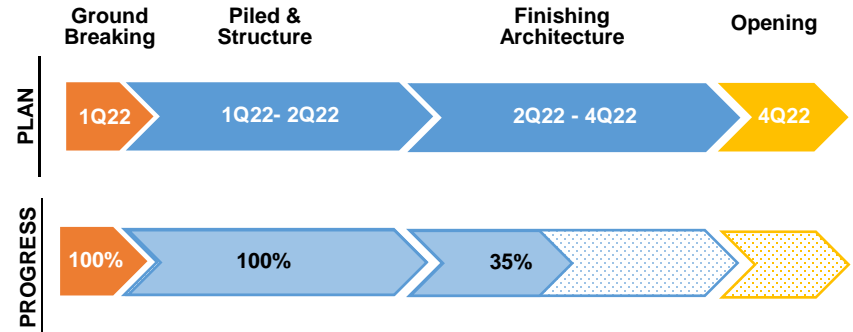 Ground
Breaking
Piled &
Structure
Finishing
Architecture
Opening
PLAN
1Q22
1Q22- 2Q22
2Q22 - 4Q22
4Q22
PROGRESS
100%
100%
35%